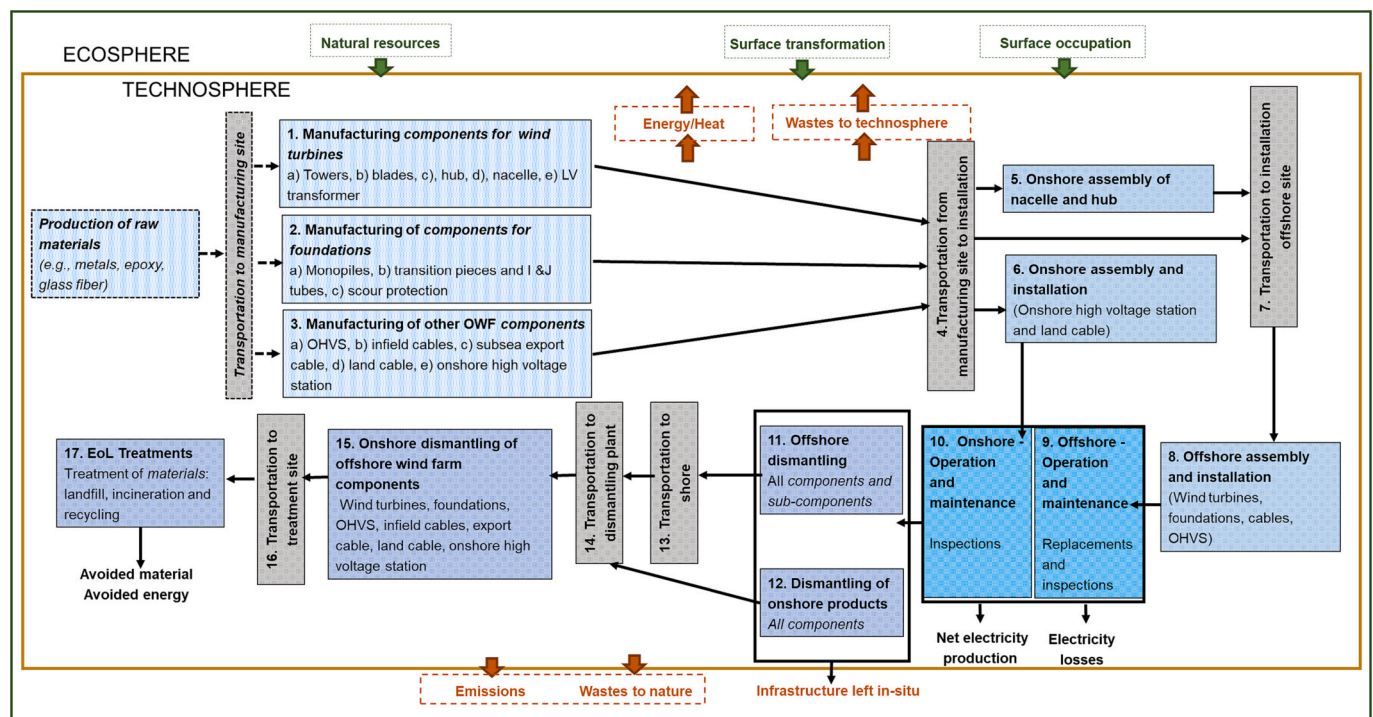 ECOSPHERE
Natural resources
Surface transformation
Surface occupation
TECHNOSPHERE
Energy/Heat
Wastes to technosphere
Production of raw
materials
(e.g., metals, epoxy,
glass fiber)
Transportation to manufacturing site
1. Manufacturing components for wind
turbines
a) Towers, b) blades, c), hub, d), nacelle, e) LV
transformer
2. Manufacturing of components for
foundations
a) Monopiles, b) transition pieces and I &J
tubes, c) scour protection
3. Manufacturing of other OWF components
a) OHVS, b) infield cables, c) subsea export
cable, d) land cable, e) onshore high voltage
station
4.Transportation from
manufacturing site to installation
5. Onshore assembly of
nacelle and hub
6. Onshore assembly and
installation
(Onshore high voltage station
and land cable)
7. Transportation to installation
offshore site
8. Offshore assembly
and installation
(Wind turbines,
foundations, cables,
OHVS)
9. Offshore -
Operation
and
maintenance
Replacements
and
inspections
10. Onshore -
Operation
and
maintenance
Inspections
Net electricity
production
Electricity
losses
11. Offshore
dismantling
All components and
sub-components
12. Dismantling of
onshore products
All components
Infrastructure left in-situ
13. Transportation to
shore
14. Transportation to
dismantling plant
15. Onshore dismantling of
offshore wind farm
components
Wind turbines, foundations,
OHVS, infield cables, export
cable, land cable, onshore high
voltage station
16. Transportation to
treatment site
17. EoL Treatments
Treatment of materials:
landfill, incineration and
recycling
Avoided material
Avoided energy
Emissions
Wastes to nature